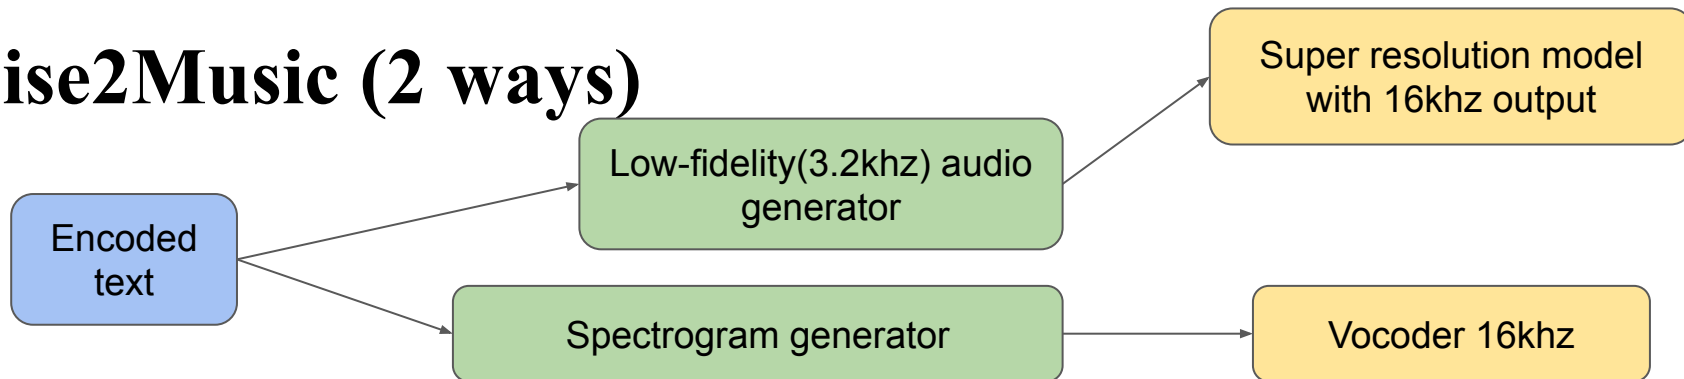 ise2Music (2 ways)
Super resolution model
with 16khz output
Low-fidelity(3.2khz) audio
generator
Encoded
text
Spectrogram generator
Vocoder 16khz